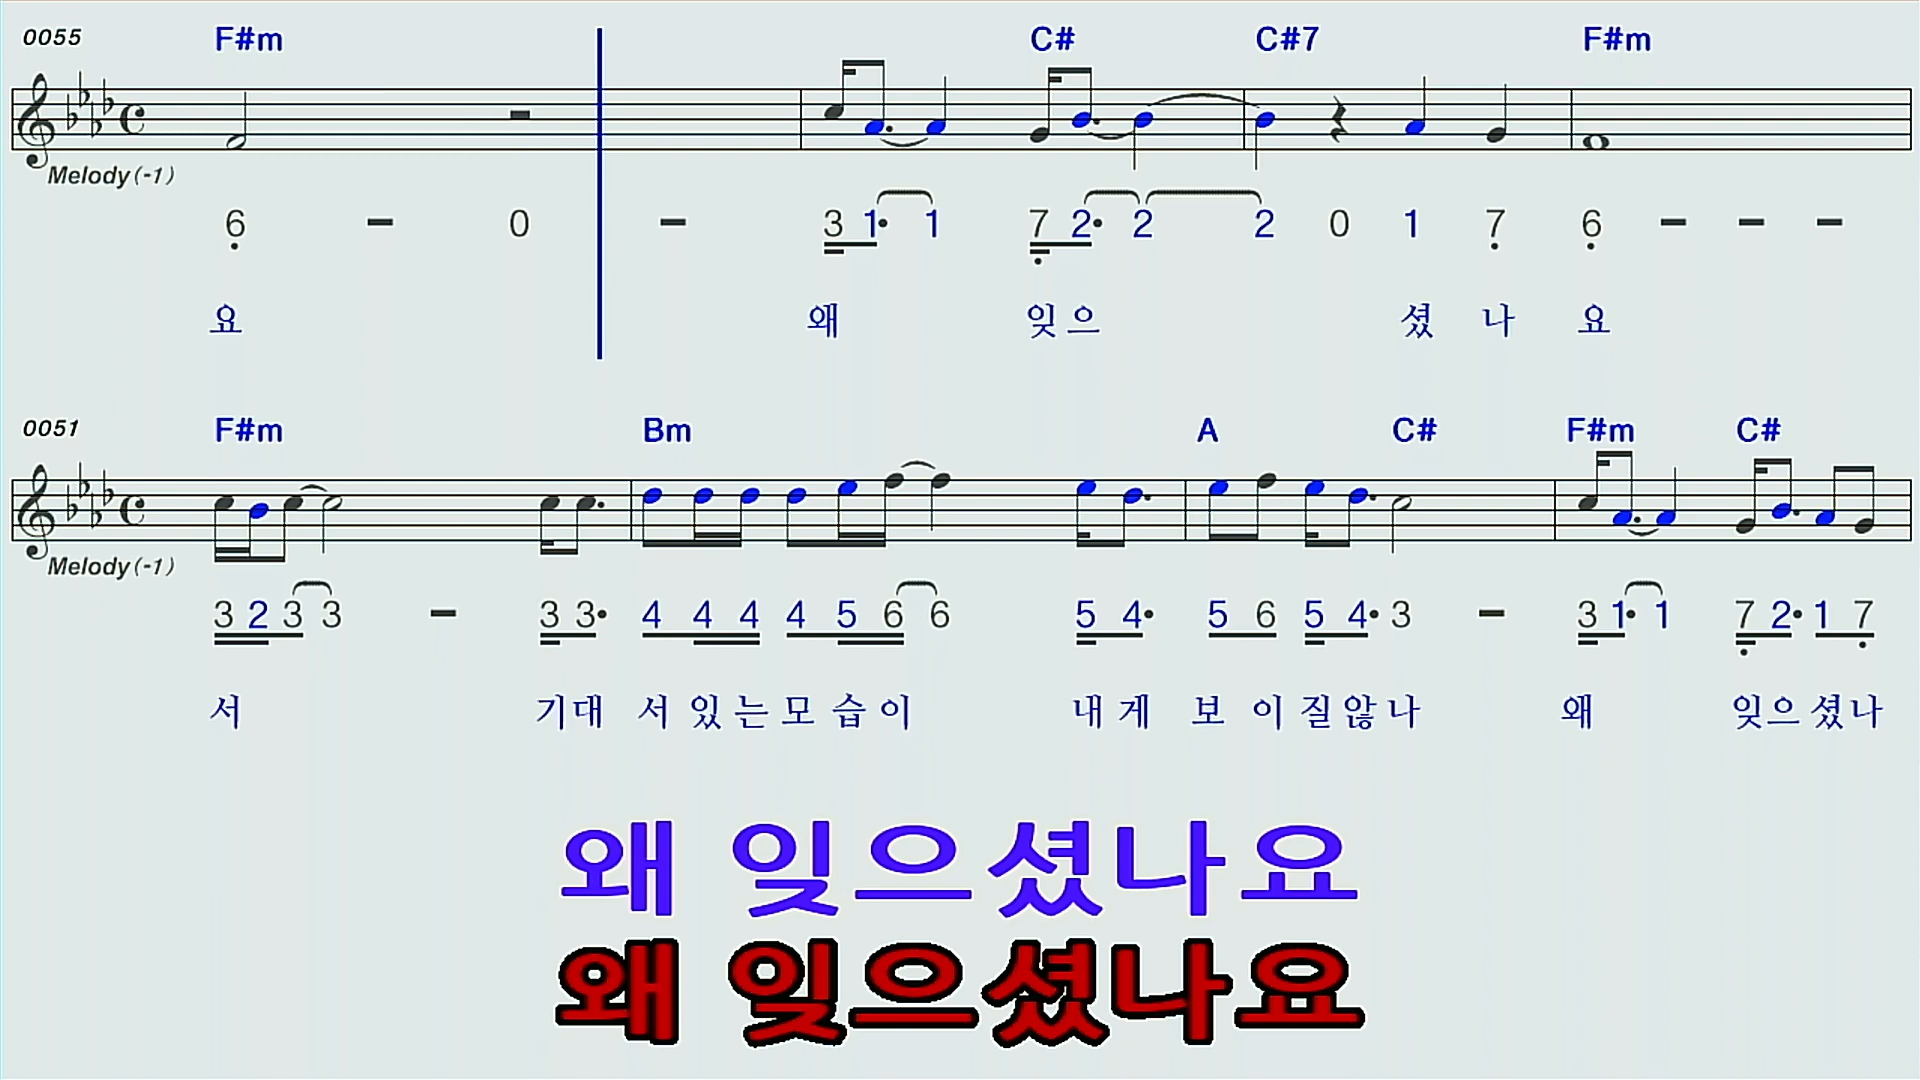 0055 F#m C# C#7 F#m
Melody(-1)
6 - 0 - 3 1· 1 7 2· 2 2 0 1 7 6 - - -
요 왜 잊으 셨 나 요
0051 F#m Bm A C# F#m C#
Melody(-1)
3 2 3 3 - 3 3· 4 4 4 4 5 6 6 5 4· 5 6 5 4· 3 - 3 1· 1 7 2· 1 7
서 기대 서 있 는 모 습 이 내 게 보 이 질 않 나 왜 잊으 셨나
왜 잊으셨나요
왜 잊으셨나요